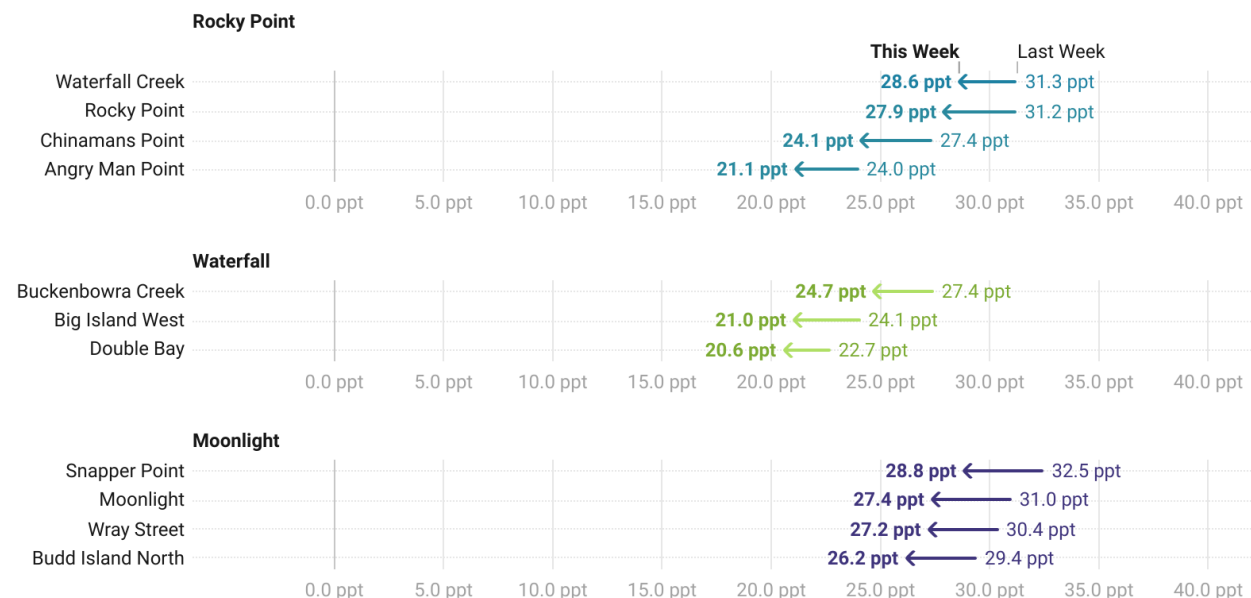 Rocky Point
This Week Last Week
Waterfall Creek 28.6 ppt 31.3 ppt
Rocky Point 27.9 ppt 31.2 ppt
Chinamans Point 24.1 ppt 27.4 ppt
Angry Man Point 21.1 ppt 24.0 ppt
0.0 ppt 5.0 ppt 10.0 ppt 15.0 ppt 20.0 ppt 25.0 ppt 30.0 ppt 35.0 ppt 40.0 ppt
Waterfall
Buckenbowra Creek 24.7 ppt 27.4 ppt
Big Island West 21.0 ppt 24.1 ppt
Double Bay 20.6 ppt 22.7 ppt
0.0 ppt 5.0 ppt 10.0 ppt 15.0 ppt 20.0 ppt 25.0 ppt 30.0 ppt 35.0 ppt 40.0 ppt
Moonlight
Snapper Point 28.8 ppt 32.5 ppt
Moonlight 27.4 ppt 31.0 ppt
Wray Street 27.2 ppt 30.4 ppt
Budd Island North 26.2 ppt 29.4 ppt
0.0 ppt 5.0 ppt 10.0 ppt 15.0 ppt 20.0 ppt 25.0 ppt 30.0 ppt 35.0 ppt 40.0 ppt